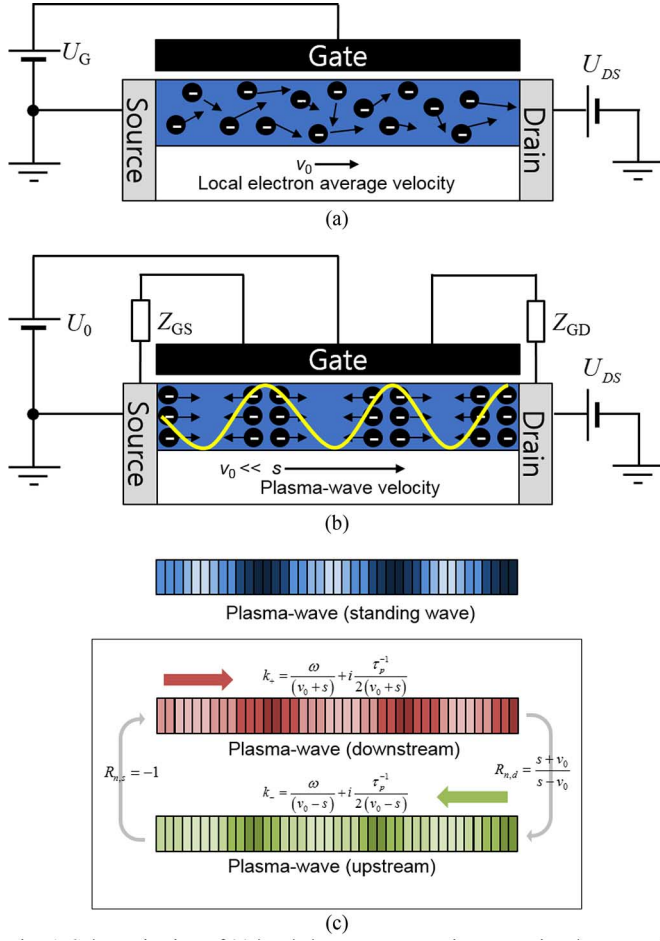 U_G
Gate
U_DS
Source
Drain
v_0
Local electron average velocity
(a)
Z_GS
Z_GD
U_0
Gate
U_DS
Source
Drain
v_0 << s
Plasma-wave velocity
(b)
Plasma-wave (standing wave)
k_+ = ω/(v_0 + s) + i τ_p^{-1}/2(v_0 + s)
Plasma-wave (downstream)
R_{n,s} = −1
R_{n,d} = (s + v_0)/(s − v_0)
k_- = ω/(v_0 − s) + i τ_p^{-1}/2(v_0 − s)
Plasma-wave (upstream)
(c)